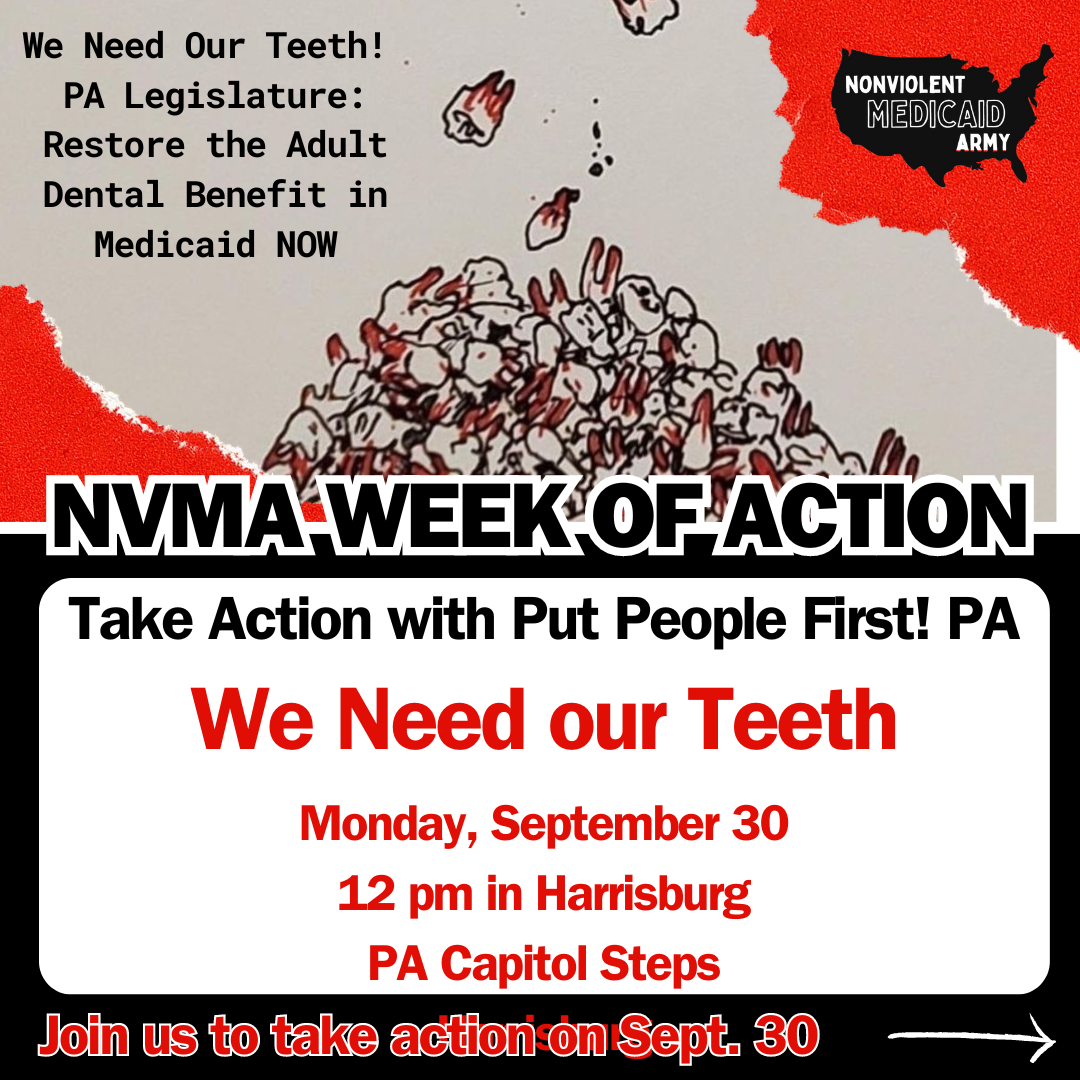 We Need Our Teeth!
PA Legislature:
Restore the Adult
Dental Benefit in
Medicaid NOW
NONVIOLENT
MEDICAID
ARMY
NVMA WEEK OF ACTION
Take Action with Put People First! PA
We Need our Teeth
Monday, September 30
12 pm in Harrisburg
PA Capitol Steps
Join us to take action on Sept. 30